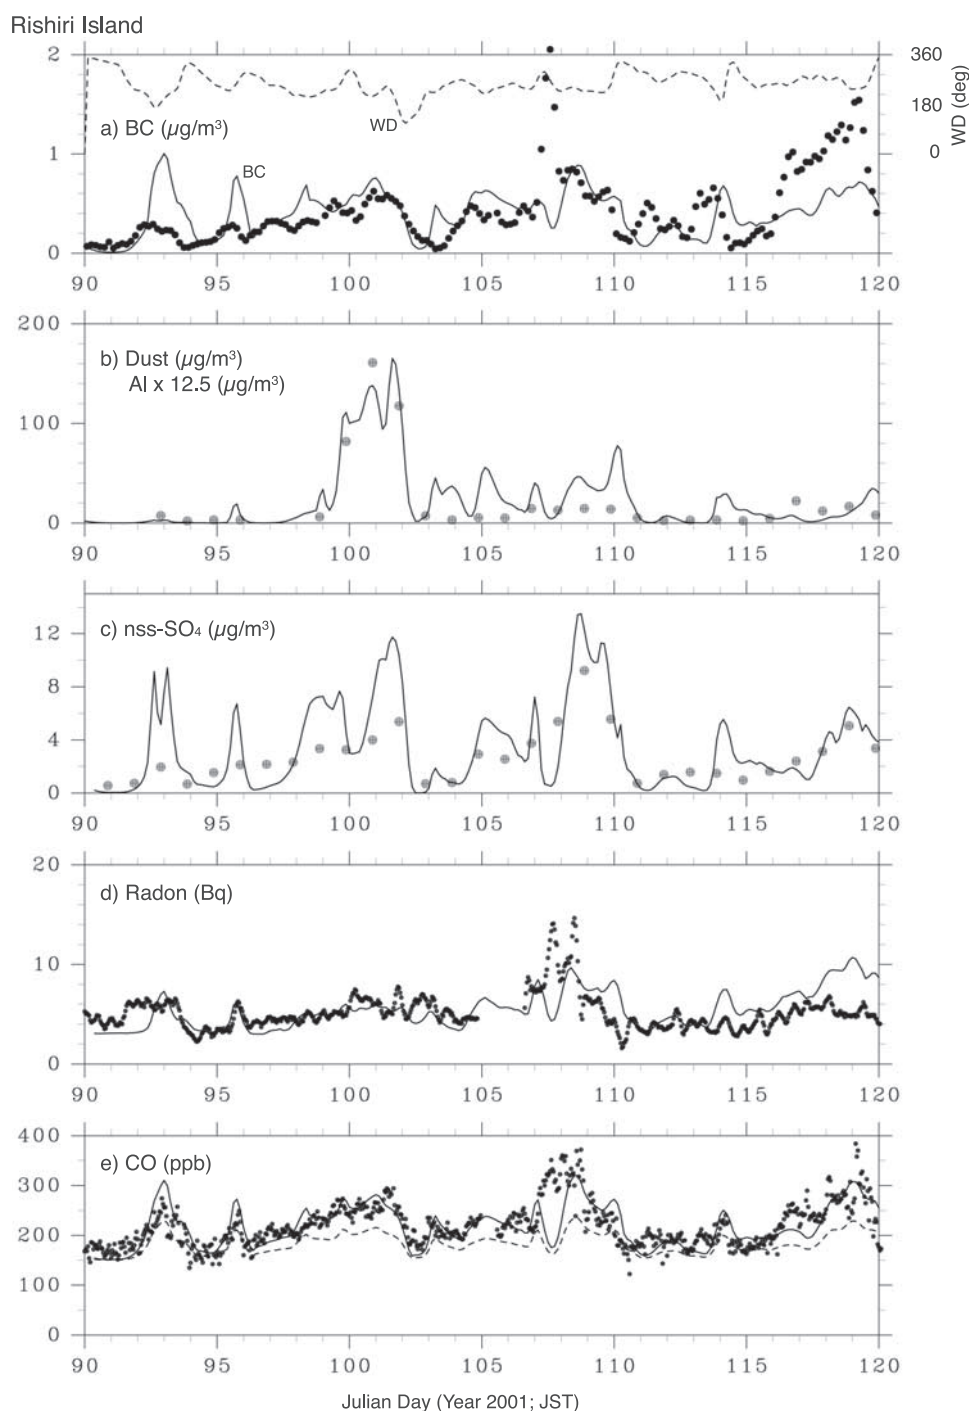 Rishiri Island
2
1
0
360
180
0
WD (deg)
a) BC (µg/m³)
WD
BC
90 95 100 105 110 115 120
200
100
0
b) Dust (µg/m³)
Al x 12.5 (µg/m³)
90 95 100 105 110 115 120
12
8
4
0
c) nss-SO₄ (µg/m³)
90 95 100 105 110 115 120
20
10
0
d) Radon (Bq)
90 95 100 105 110 115 120
400
300
200
100
0
e) CO (ppb)
90 95 100 105 110 115 120
Julian Day (Year 2001; JST)